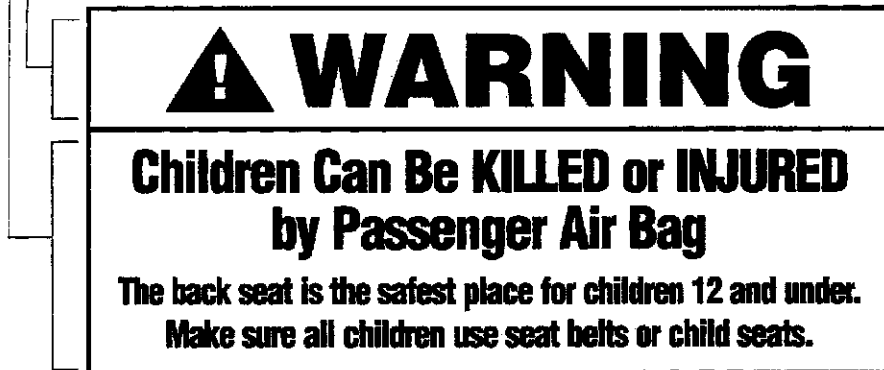 WARNING
Children Can Be KILLED or INJURED
by Passenger Air Bag
The back seat is the safest place for children 12 and under.
Make sure all children use seat belts or child seats.